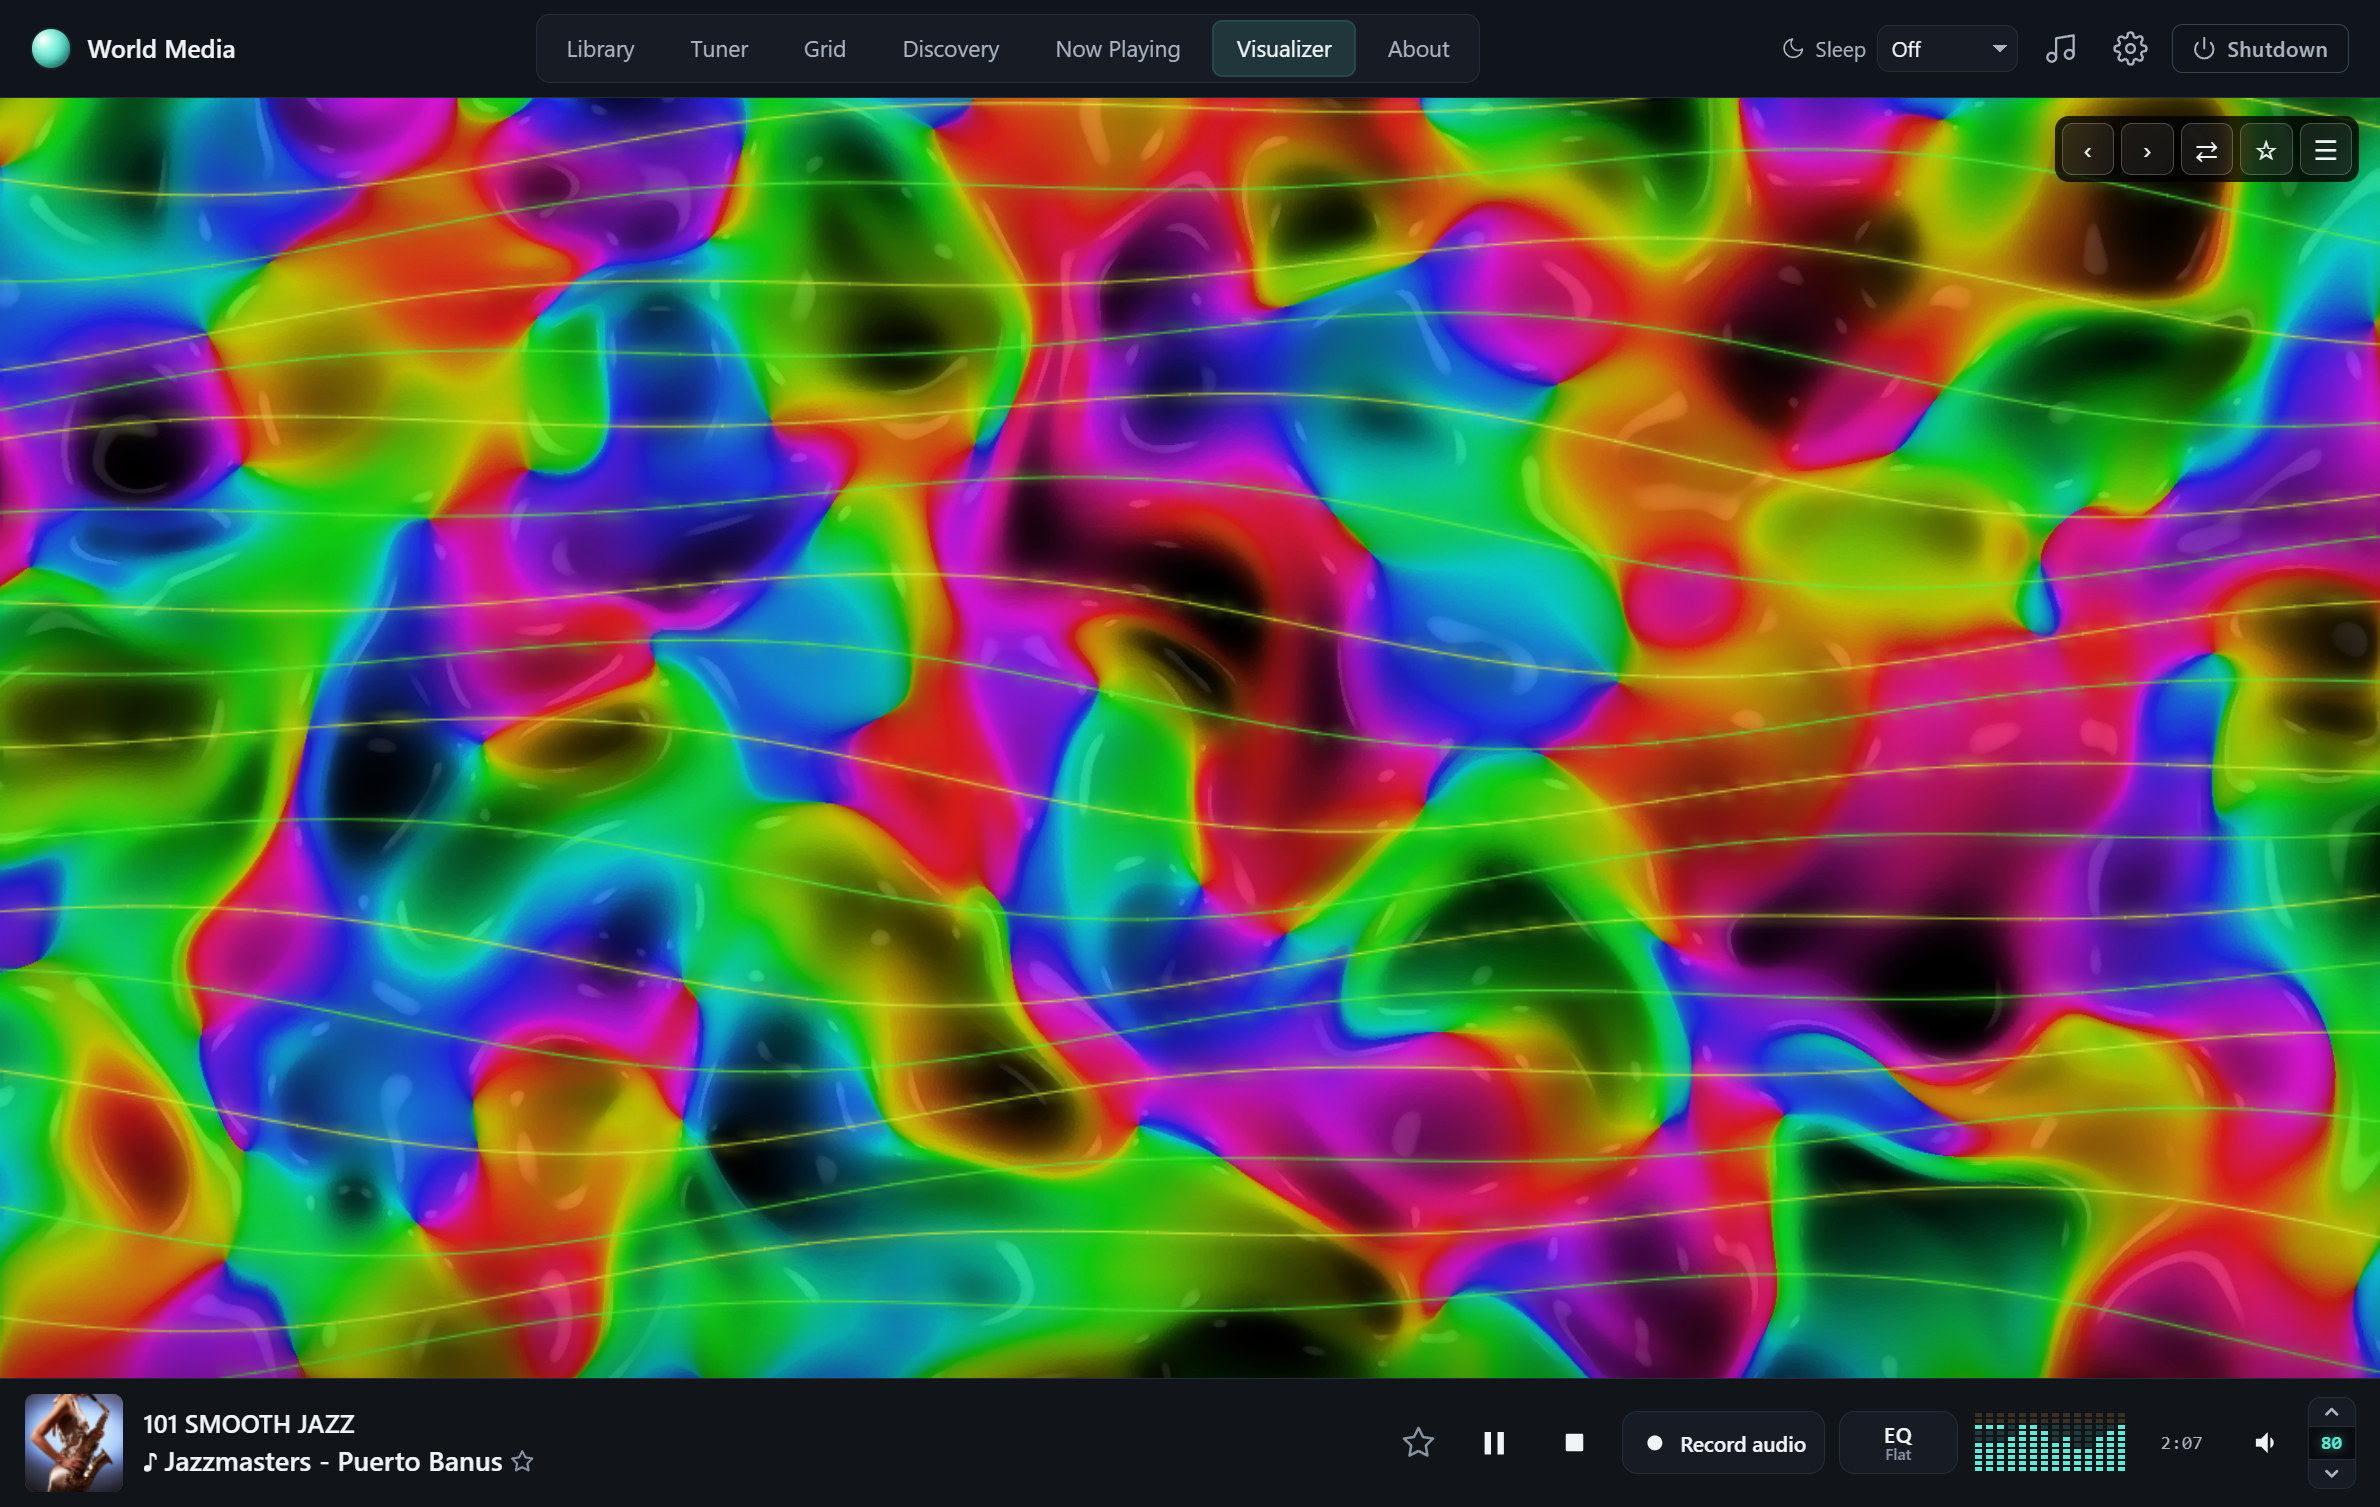 World Media
Library
Tuner
Grid
Discovery
Now Playing
Visualizer
About
Sleep
Off
Shutdown
101 SMOOTH JAZZ
Jazzmasters - Puerto Banus
Record audio
EQ
Flat
2:07
80